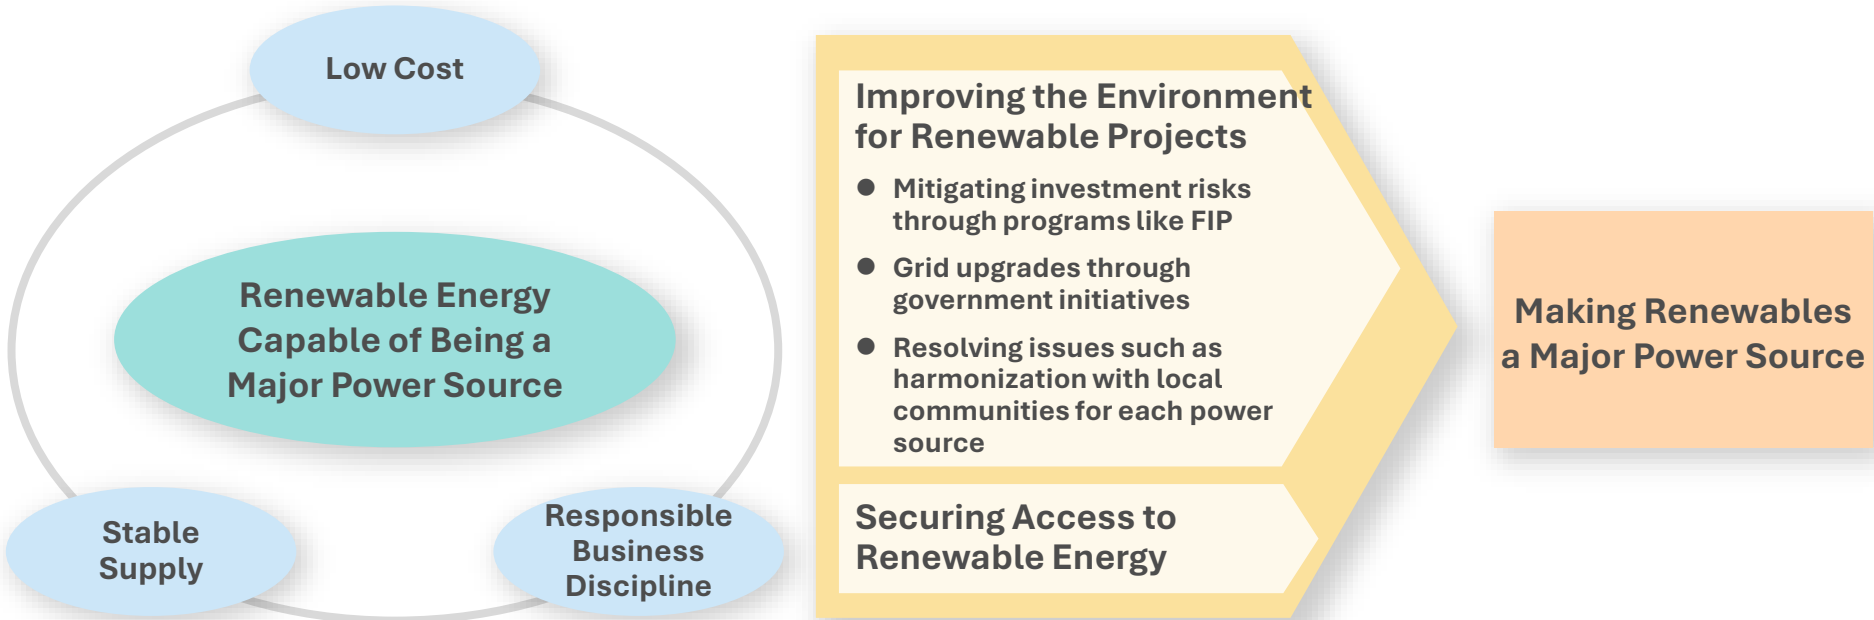 Low Cost
Renewable Energy
Capable of Being a
Major Power Source
Stable
Supply
Responsible
Business
Discipline
Improving the Environment
for Renewable Projects
● Mitigating investment risks
through programs like FIP
● Grid upgrades through
government initiatives
● Resolving issues such as
harmonization with local
communities for each power
source
Securing Access to
Renewable Energy
Making Renewables
a Major Power Source